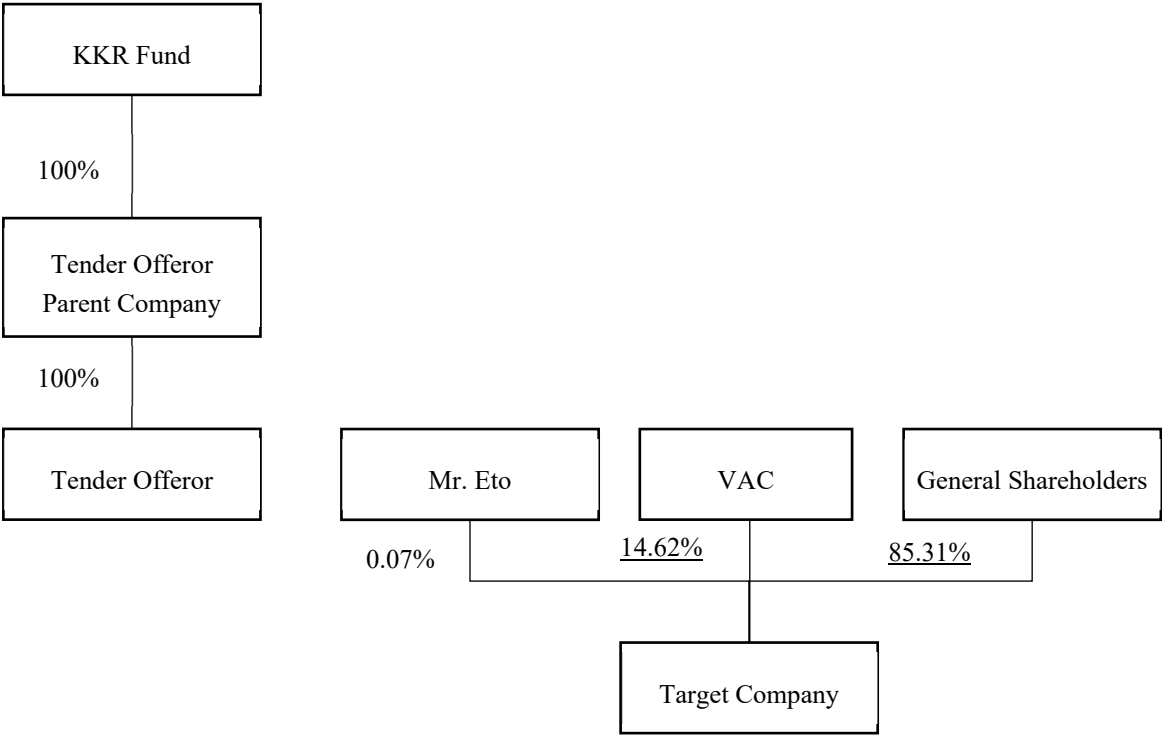 KKR Fund
100%
Tender Offeror
Parent Company
100%
Tender Offeror
Mr. Eto
VAC
General Shareholders
0.07%
14.62%
85.31%
Target Company